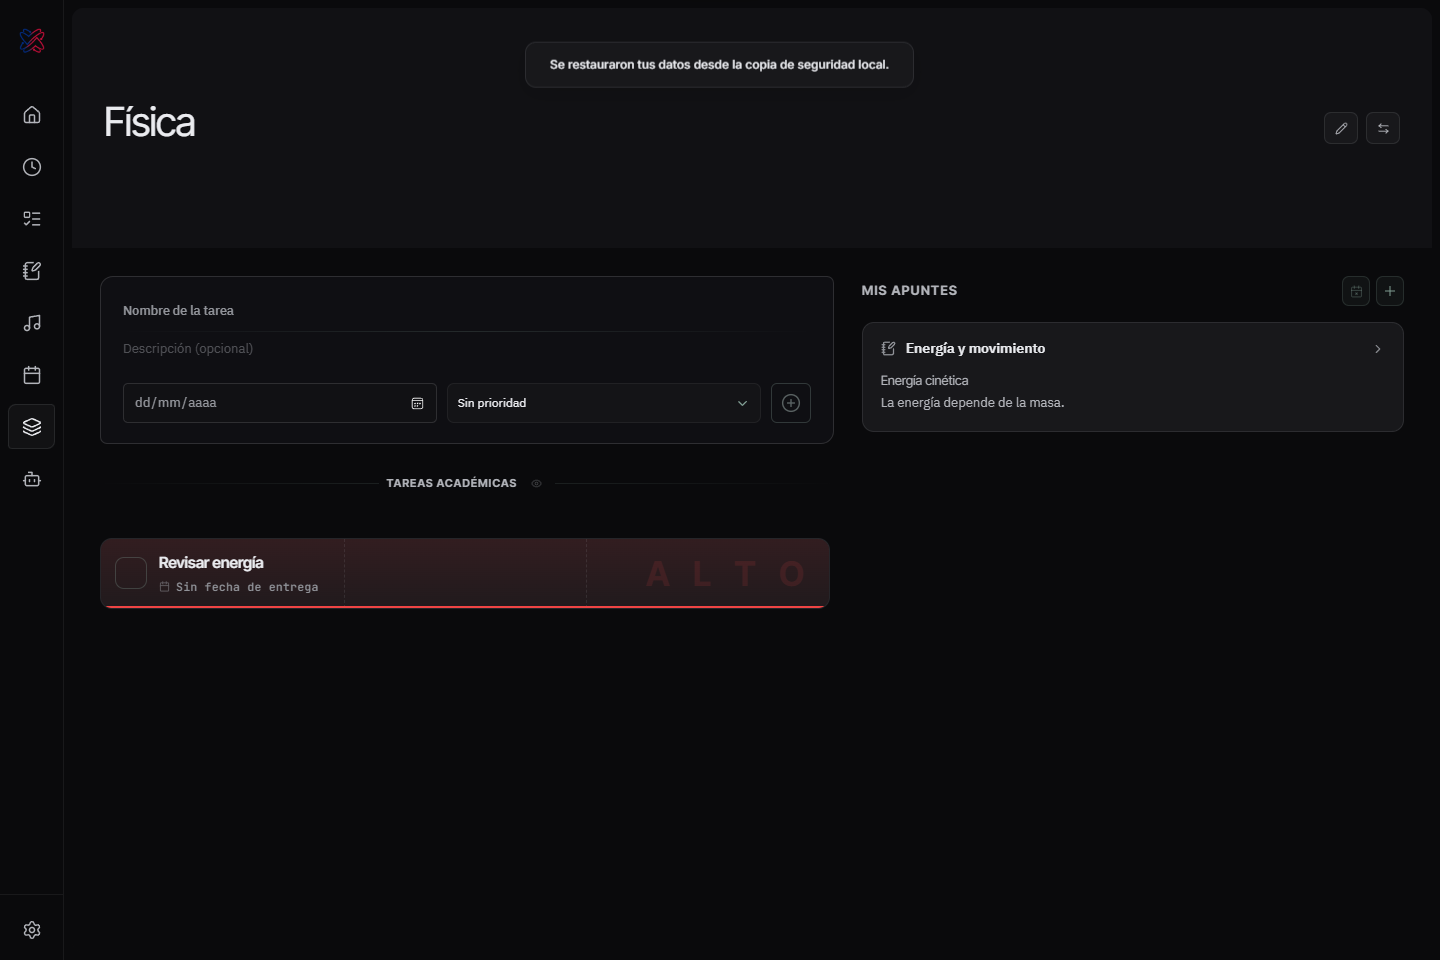 Se restauraron tus datos desde la copia de seguridad local.
Física
Nombre de la tarea
Descripción (opcional)
dd/mm/aaaa
Sin prioridad
TAREAS ACADÉMICAS
Revisar energía
Sin fecha de entrega
ALTO
MIS APUNTES
Energía y movimiento
Energía cinética
La energía depende de la masa.